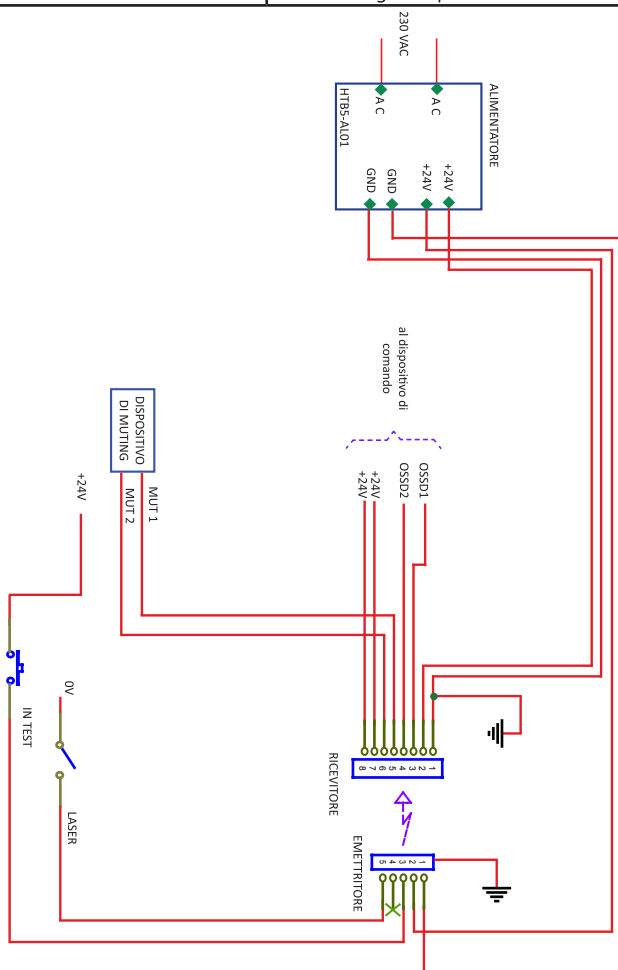 230 VAC
ALIMENTATORE
A C
A C
HTB5-AL01
+24V
+24V
GND
GND
al dispositivo di
comando
DISPOSITIVO
DI MUTING
MUT 1
MUT 2
OSSD1
OSSD2
+24V
+24V
+24V
0V
IN TEST
LASER
1
2
3
4
5
6
7
8
RICEVITORE
1
2
3
4
5
EMETTRITORE